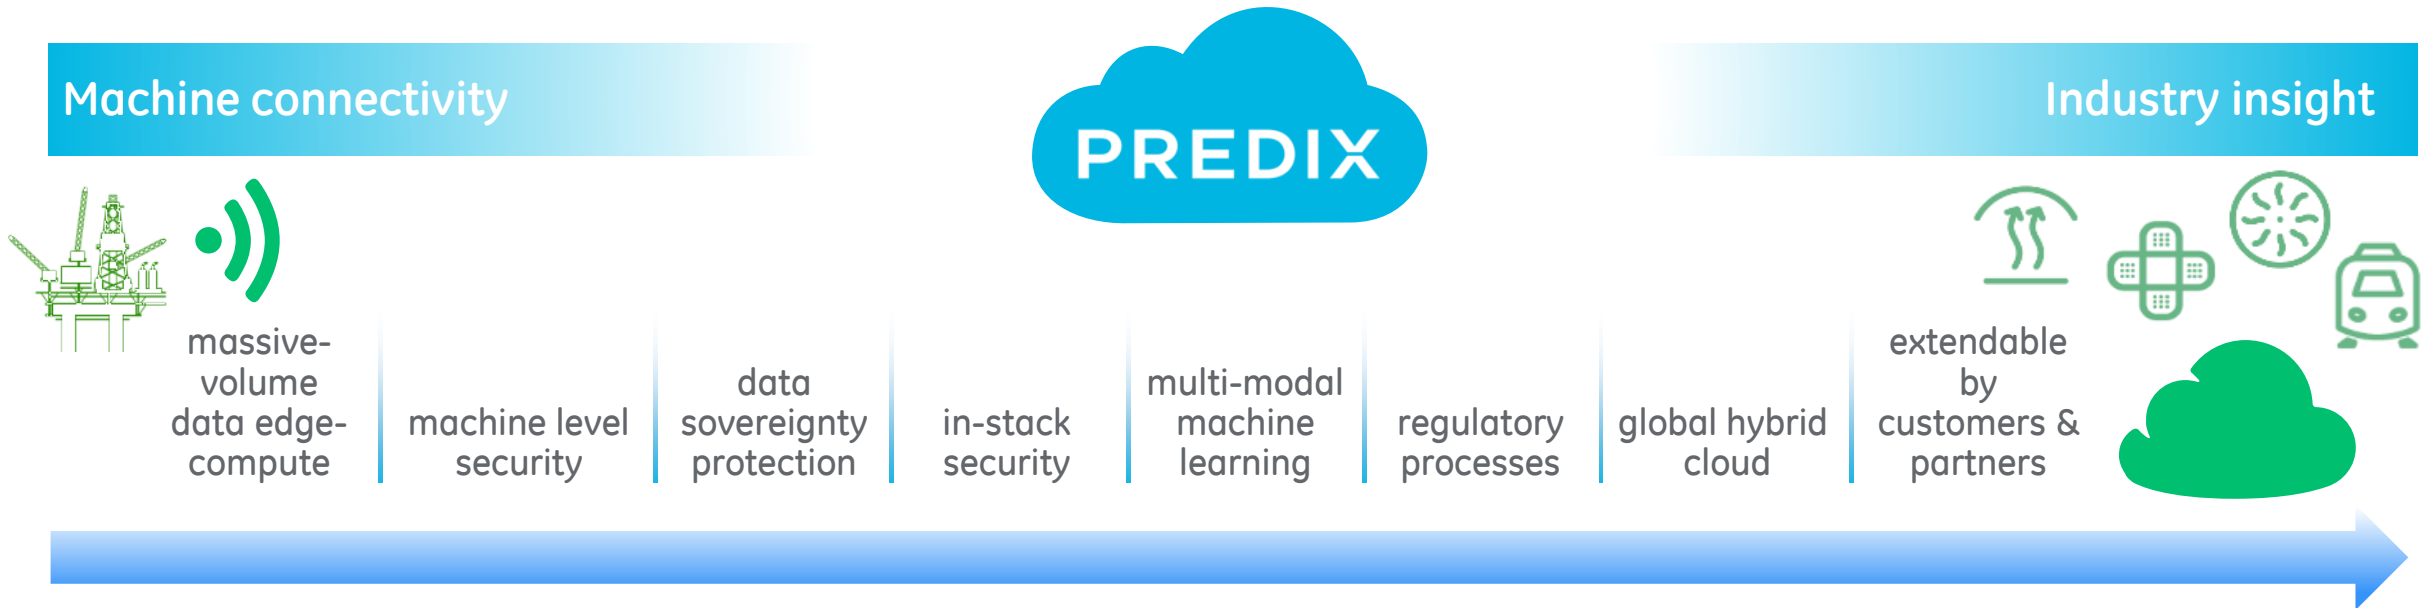 Machine connectivity
PREDIX
Industry insight
massive-
volume
data edge-
compute
machine level
security
data
sovereignty
protection
in-stack
security
multi-modal
machine
learning
regulatory
processes
global hybrid
cloud
extendable
by
customers &
partners